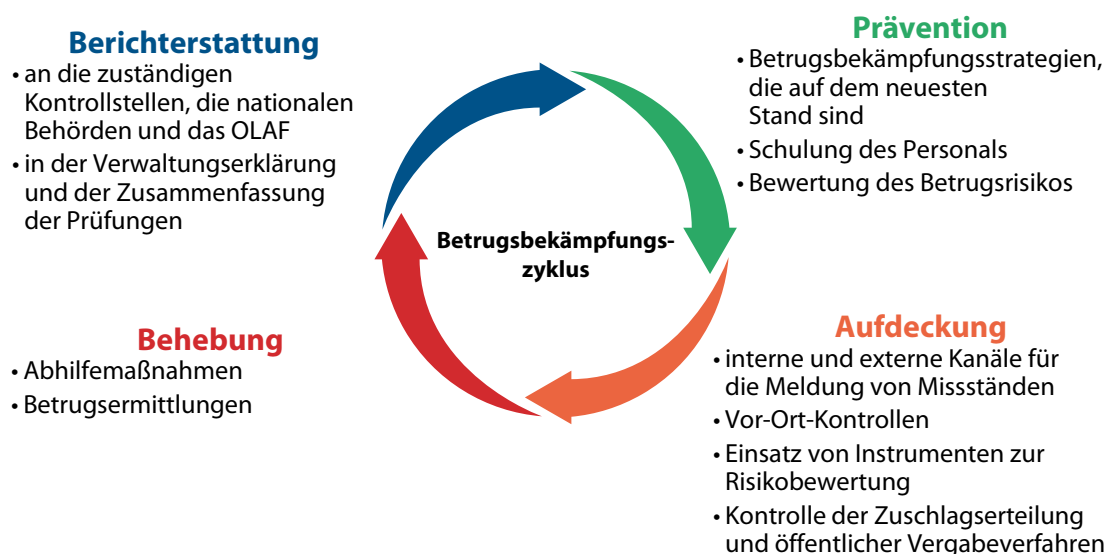 Berichterstattung
• an die zuständigen
Kontrollstellen, die nationalen
Behörden und das OLAF
• in der Verwaltungserklärung
und der Zusammenfassung
der Prüfungen
Prävention
• Betrugsbekämpfungsstrategien,
die auf dem neuesten
Stand sind
• Schulung des Personals
• Bewertung des Betrugsrisikos
Betrugsbekämpfungs-
zyklus
Behebung
• Abhilfemaßnahmen
• Betrugsermittlungen
Aufdeckung
• interne und externe Kanäle für
die Meldung von Missständen
• Vor-Ort-Kontrollen
• Einsatz von Instrumenten zur
Risikobewertung
• Kontrolle der Zuschlagserteilung
und öffentlicher Vergabeverfahren